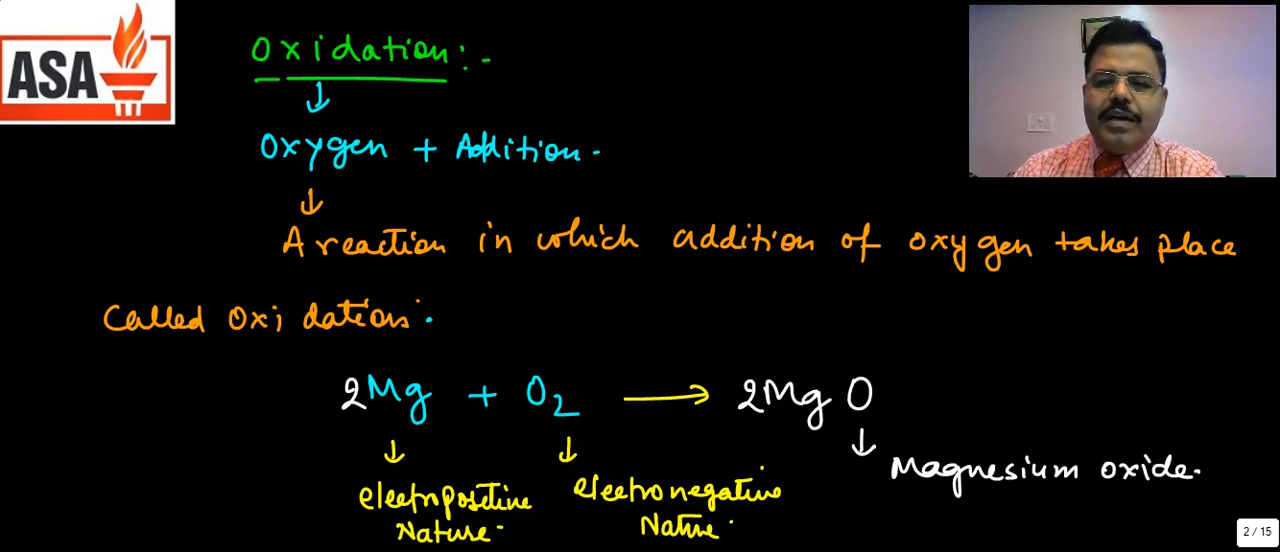 ASA
Oxidation:-
↓
Oxygen + Addition.
↓
A reaction in which addition of oxygen takes place
Called Oxidation.
2Mg + O2 ⟶ 2MgO
↓ ↓ ↓
Magnesium oxide.
electropositive electronegative
Nature. Nature.
2 / 15